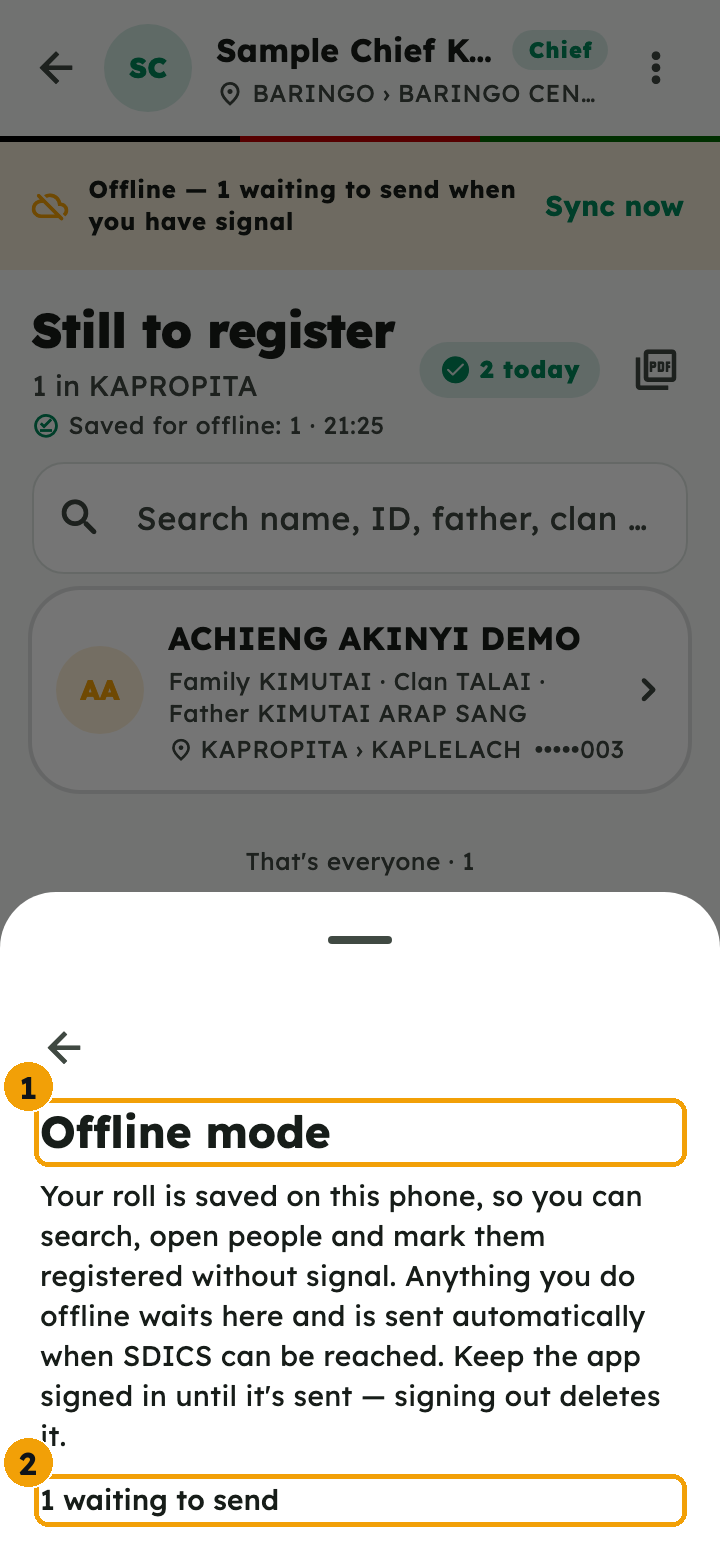 SC
Sample Chief K...
Chief
BARINGO › BARINGO CEN...
Offline — 1 waiting to send when
you have signal
Sync now
Still to register
1 in KAPROPITA
Saved for offline: 1 · 21:25
2 today
PDF
Search name, ID, father, clan ...
AA
ACHIENG AKINYI DEMO
Family KIMUTAI · Clan TALAI ·
Father KIMUTAI ARAP SANG
KAPROPITA › KAPLELACH •••••003
That's everyone · 1
1
Offline mode
Your roll is saved on this phone, so you can
search, open people and mark them
registered without signal. Anything you do
offline waits here and is sent automatically
when SDICS can be reached. Keep the app
signed in until it's sent — signing out deletes
it.
2
1 waiting to send